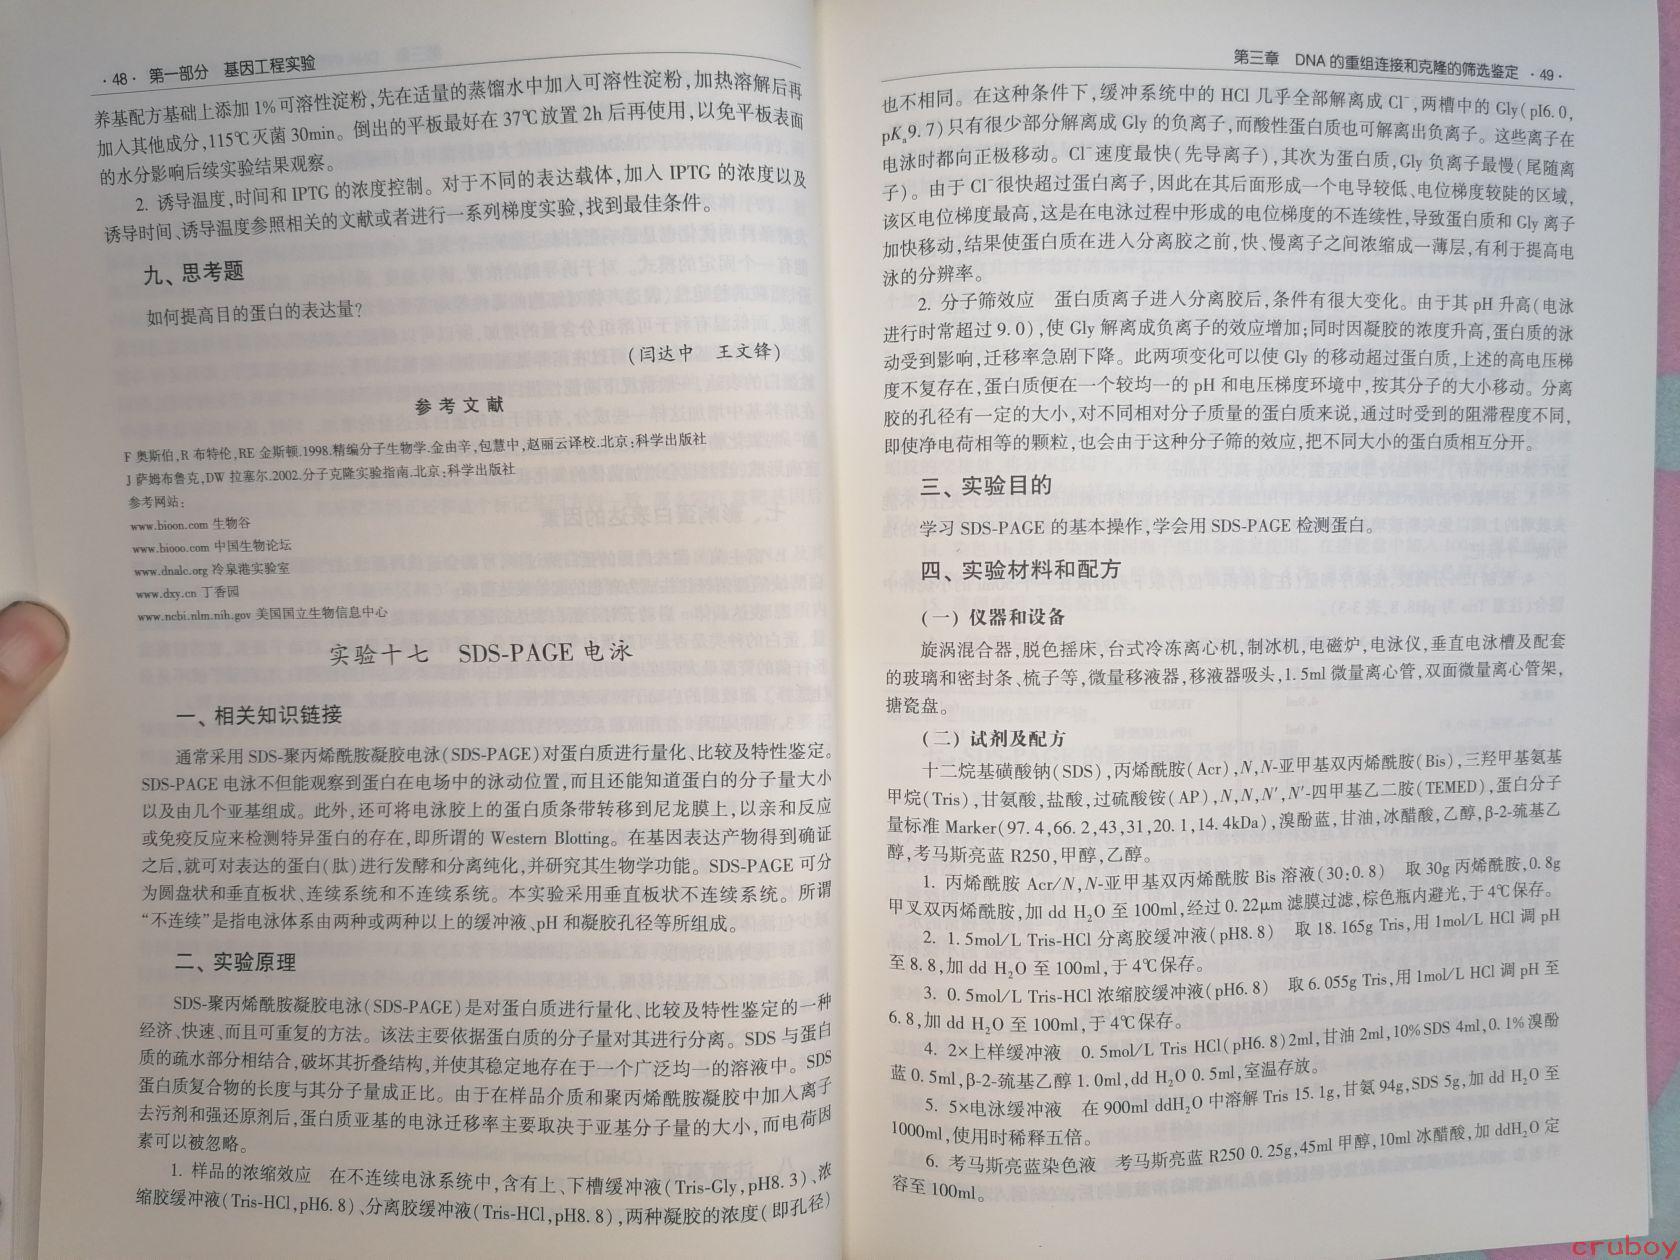 ·48· 第一部分 基因工程实验
养基配方基础上添加1%可溶性淀粉,先在适量的蒸馏水中加入可溶性淀粉,加热溶解后再
加入其他成分,115℃灭菌30min。倒出的平板最好在37℃放置2h后再使用,以免平板表面
的水分影响后续实验结果观察。
2. 诱导温度,时间和IPTG的浓度控制。对于不同的表达载体,加入IPTG的浓度以及
诱导时间、诱导温度参照相关的文献或者进行一系列梯度实验,找到最佳条件。
九、思考题
如何提高目的蛋白的表达量?
(闫达中 王文锋)
参考文献
F 奥斯伯,R 布特伦,RE 金斯顿.1998.精编分子生物学.金由辛,包慧中,赵丽云译校.北京:科学出版社
J 萨姆布鲁克,DW 拉塞尔.2002.分子克隆实验指南.北京:科学出版社
参考网站:
www.bioon.com 生物谷
www.biooo.com 中国生物论坛
www.dnalc.org 冷泉港实验室
www.dxy.cn 丁香园
www.ncbi.nlm.nih.gov 美国国立生物信息中心
实验十七 SDS-PAGE电泳
一、相关知识链接
通常采用SDS-聚丙烯酰胺凝胶电泳(SDS-PAGE)对蛋白质进行量化、比较及特性鉴定。
SDS-PAGE电泳不但能观察到蛋白在电场中的泳动位置,而且还能知道蛋白的分子量大小
以及由几个亚基组成。此外,还可将电泳胶上的蛋白质条带转移到尼龙膜上,以亲和反应
或免疫反应来检测特异蛋白的存在,即所谓的Western Blotting。在基因表达产物得到确证
之后,就可对表达的蛋白(肽)进行发酵和分离纯化,并研究其生物学功能。SDS-PAGE可分
为圆盘状和垂直板状、连续系统和不连续系统。本实验采用垂直板状不连续系统。所谓
“不连续”是指电泳体系由两种或两种以上的缓冲液、pH和凝胶孔径等所组成。
二、实验原理
SDS-聚丙烯酰胺凝胶电泳(SDS-PAGE)是对蛋白质进行量化、比较及特性鉴定的一种
经济、快速、而且可重复的方法。该法主要依据蛋白质的分子量对其进行分离。SDS与蛋白
质的疏水部分相结合,破坏其折叠结构,并使其稳定地存在于一个广泛均一的溶液中。SDS
蛋白质复合物的长度与其分子量成正比。由于在样品介质和聚丙烯酰胺凝胶中加入离子
去污剂和强还原剂后,蛋白质亚基的电泳迁移率主要取决于亚基分子量的大小,而电荷因
素可以被忽略。
1. 样品的浓缩效应 在不连续电泳系统中,含有上、下槽缓冲液(Tris-Gly,pH8.3)、浓
缩胶缓冲液(Tris-HCl,pH6.8)、分离胶缓冲液(Tris-HCl,pH8.8),两种凝胶的浓度(即孔径)
第三章 DNA的重组连接和克隆的筛选鉴定 ·49·
也不相同。在这种条件下,缓冲系统中的HCl几乎全部解离成Cl⁻,两槽中的Gly(pI6.0,
pKₐ9.7)只有很少部分解离成Gly的负离子,而酸性蛋白质也可解离出负离子。这些离子在
电泳时都向正极移动。Cl⁻速度最快(先导离子),其次为蛋白质,Gly负离子最慢(尾随离
子)。由于Cl⁻很快超过蛋白离子,因此在其后面形成一个电导较低、电位梯度较陡的区域,
该区电位梯度最高,这是在电泳过程中形成的电位梯度的不连续性,导致蛋白质和Gly离子
加快移动,结果使蛋白质在进入分离胶之前,快、慢离子之间浓缩成一薄层,有利于提高电
泳的分辨率。
2. 分子筛效应 蛋白质离子进入分离胶后,条件有很大变化。由于其pH升高(电泳
进行时常超过9.0),使Gly解离成负离子的效应增加;同时因凝胶的浓度升高,蛋白质的泳
动受到影响,迁移率急剧下降。此两项变化可以使Gly的移动超过蛋白质,上述的高电压梯
度不复存在,蛋白质便在一个较均一的pH和电压梯度环境中,按其分子的大小移动。分离
胶的孔径有一定的大小,对不同相对分子质量的蛋白质来说,通过时受到的阻滞程度不同,
即使净电荷相等的颗粒,也会由于这种分子筛的效应,把不同大小的蛋白质相互分开。
三、实验目的
学习SDS-PAGE的基本操作,学会用SDS-PAGE检测蛋白。
四、实验材料和配方
(一) 仪器和设备
旋涡混合器,脱色摇床,台式冷冻离心机,制冰机,电磁炉,电泳仪,垂直电泳槽及配套
的玻璃和密封条、梳子等,微量移液器,移液器吸头,1.5ml微量离心管,双面微量离心管架,
搪瓷盘。
(二) 试剂及配方
十二烷基磺酸钠(SDS),丙烯酰胺(Acr),N,N-亚甲基双丙烯酰胺(Bis),三羟甲基氨基
甲烷(Tris),甘氨酸,盐酸,过硫酸铵(AP),N,N,N′,N′-四甲基乙二胺(TEMED),蛋白分子
量标准Marker(97.4,66.2,43,31,20.1,14.4kDa),溴酚蓝,甘油,冰醋酸,乙醇,β-2-巯基乙
醇,考马斯亮蓝R250,甲醇,乙醇。
1. 丙烯酰胺Acr/N,N-亚甲基双丙烯酰胺Bis溶液(30:0.8) 取30g丙烯酰胺,0.8g
甲叉双丙烯酰胺,加dd H₂O至100ml,经过0.22μm滤膜过滤,棕色瓶内避光,于4℃保存。
2. 1.5mol/L Tris-HCl分离胶缓冲液(pH8.8) 取18.165g Tris,用1mol/L HCl调pH
至8.8,加dd H₂O至100ml,于4℃保存。
3. 0.5mol/L Tris-HCl浓缩胶缓冲液(pH6.8) 取6.055g Tris,用1mol/L HCl调pH至
6.8,加dd H₂O至100ml,于4℃保存。
4. 2×上样缓冲液 0.5mol/L Tris HCl(pH6.8)2ml,甘油2ml,10%SDS 4ml,0.1%溴酚
蓝0.5ml,β-2-巯基乙醇1.0ml,dd H₂O 0.5ml,室温存放。
5. 5×电泳缓冲液 在900ml ddH₂O中溶解Tris 15.1g,甘氨94g,SDS 5g,加dd H₂O至
1000ml,使用时稀释五倍。
6. 考马斯亮蓝染色液 考马斯亮蓝R250 0.25g,45ml甲醇,10ml冰醋酸,加ddH₂O定
容至100ml。
cruboy